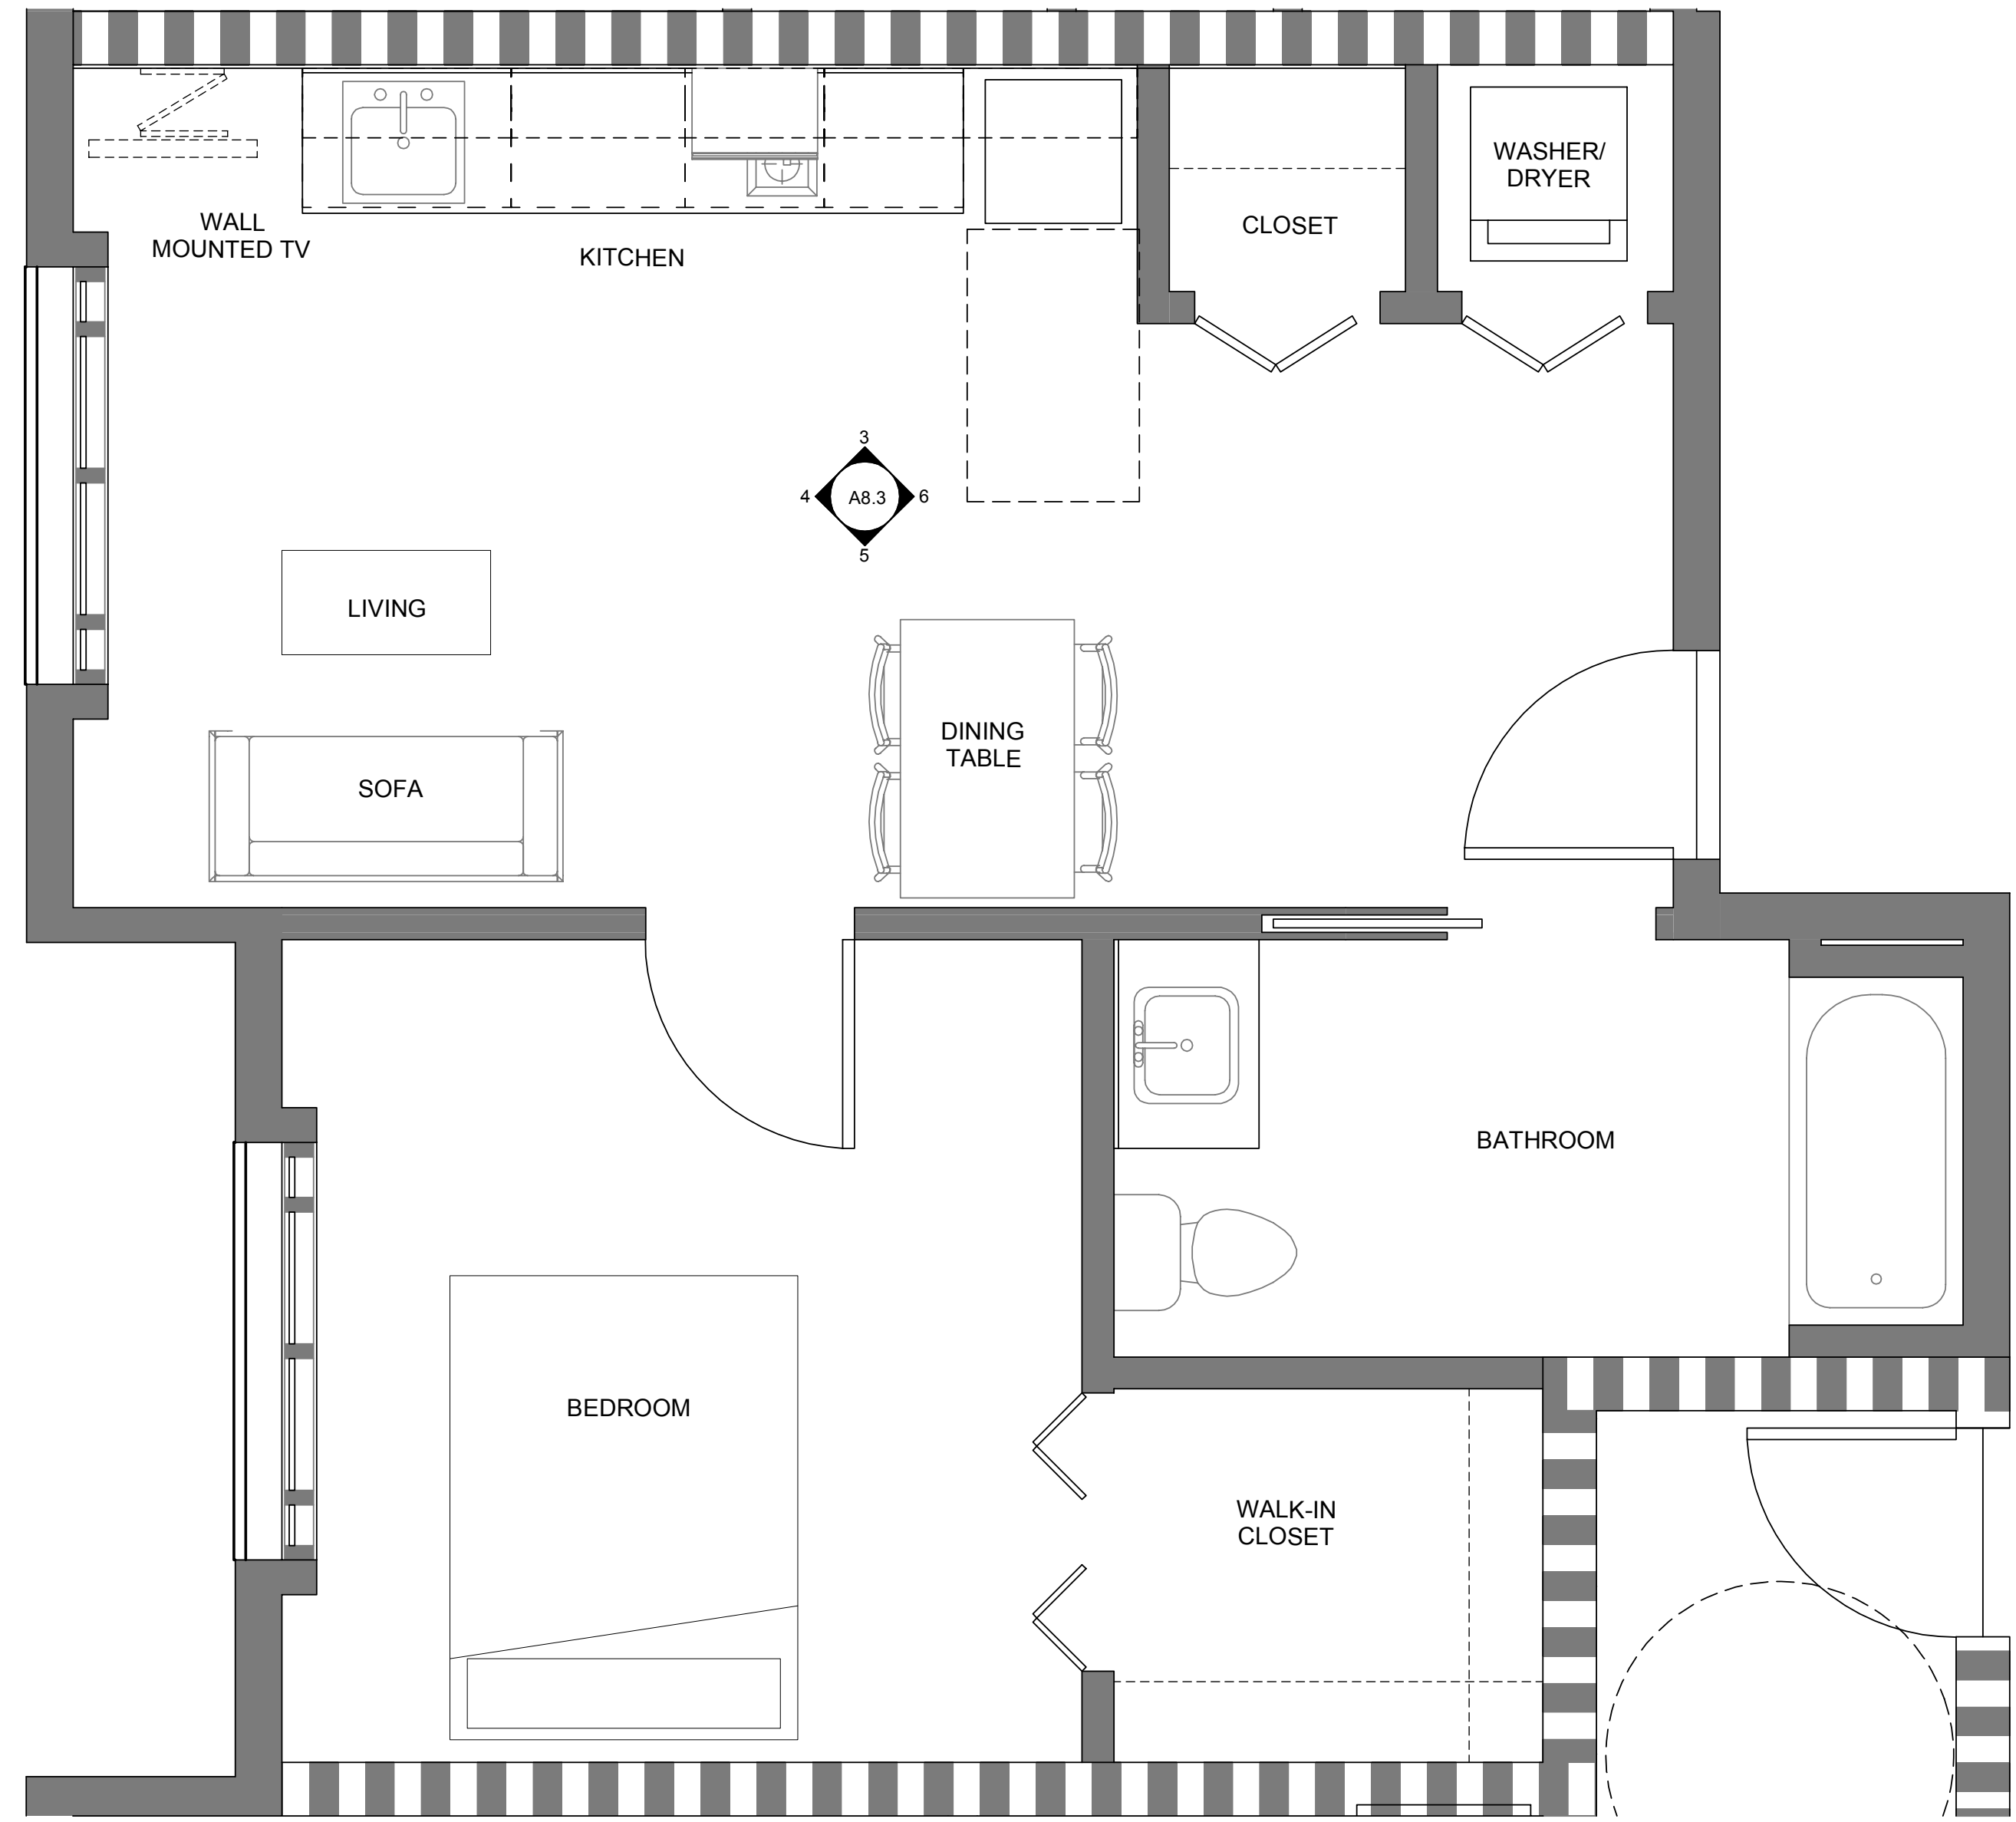 WASHER/
DRYER
WALL
MOUNTED TV
KITCHEN
CLOSET
3
4
A8.3
6
5
LIVING
DINING
TABLE
SOFA
BATHROOM
BEDROOM
WALK-IN
CLOSET